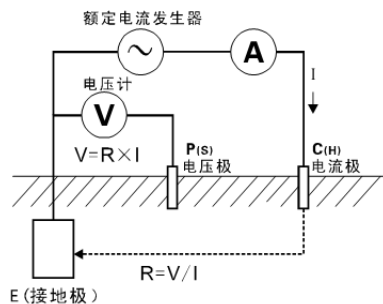 额定电流发生器
A
I
电压计
V
P(S)
电压极
C(H)
电流极
V=R×I
E(接地极)
R=V/I